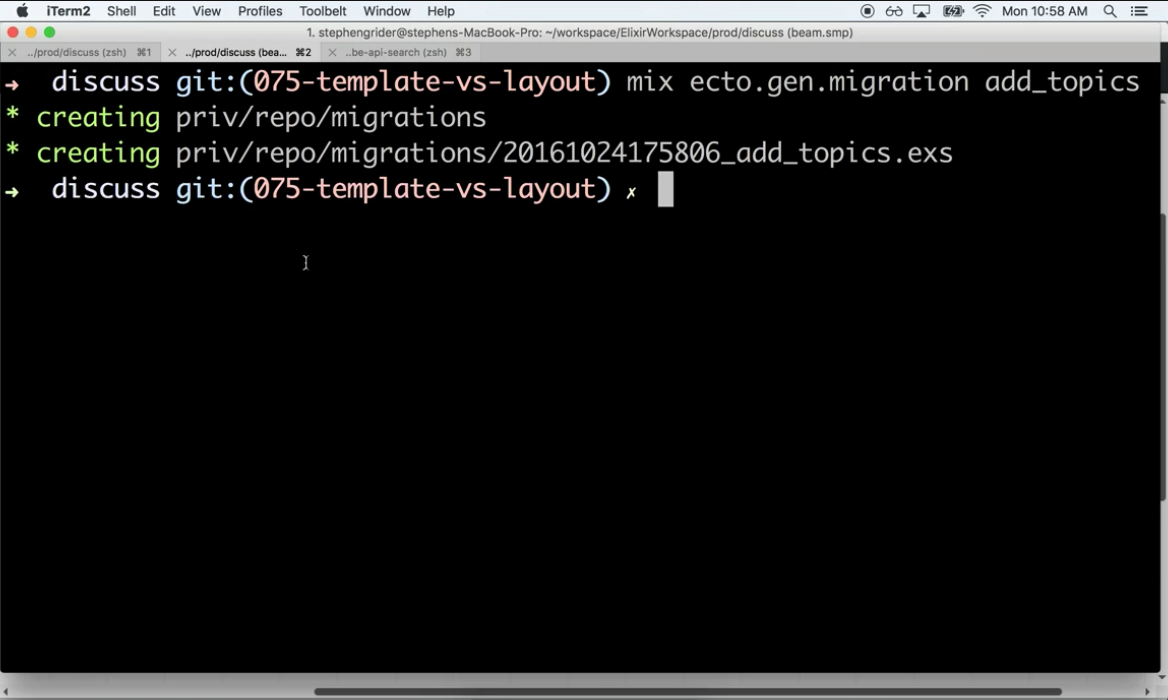 iTerm2 Shell Edit View Profiles Toolbelt Window Help Mon 10:58 AM
1. stephengrider@stephens-MacBook-Pro: ~/workspace/ElixirWorkspace/prod/discuss (beam.smp)
../prod/discuss (zsh) ⌘1 ../prod/discuss (bea... ⌘2 ..be-api-search (zsh) ⌘3
→ discuss git:(075-template-vs-layout) mix ecto.gen.migration add_topics
* creating priv/repo/migrations
* creating priv/repo/migrations/20161024175806_add_topics.exs
→ discuss git:(075-template-vs-layout) ✗